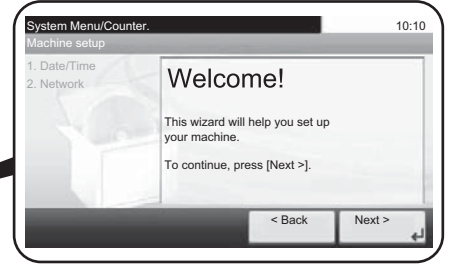 System Menu/Counter. 10:10
Machine setup
1. Date/Time
2. Network
Welcome!
This wizard will help you set up
your machine.
To continue, press [Next >].
< Back Next >